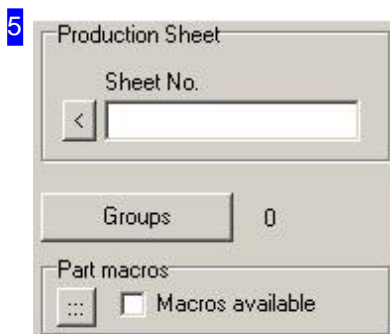 5
Production Sheet
Sheet No.
<
Groups 0
Part macros
::: Macros available